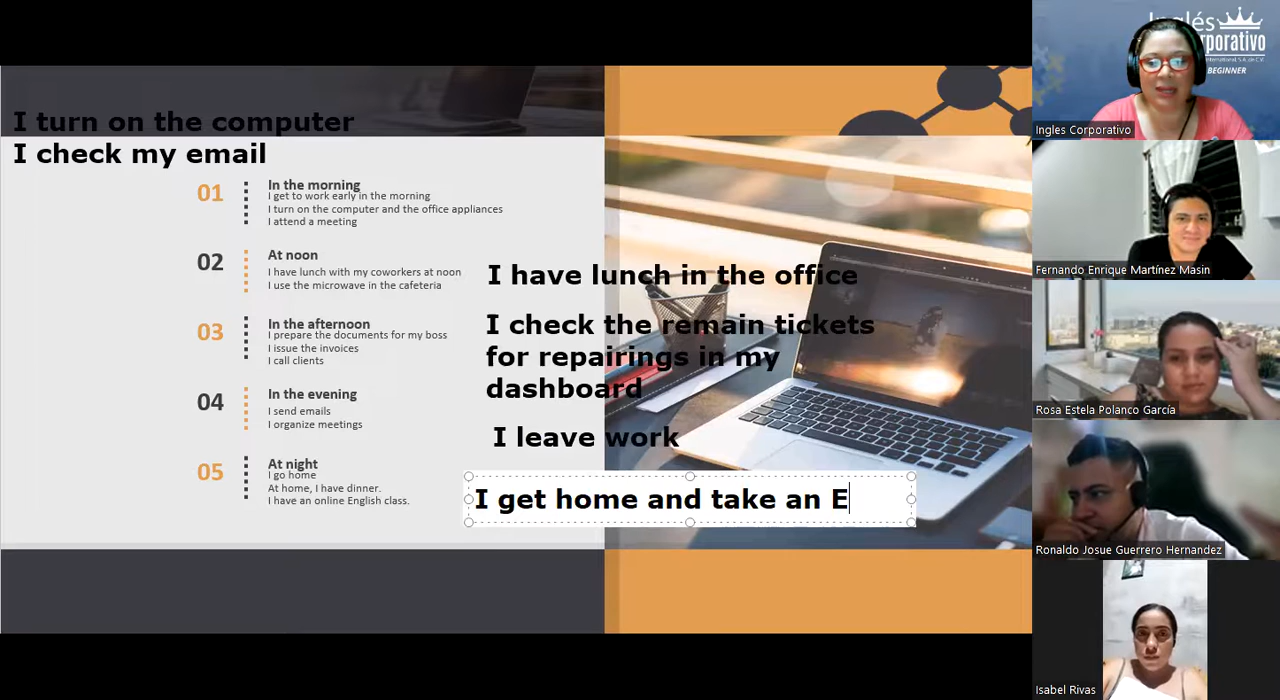 I turn on the computer
I check my email
01
In the morning
I get to work early in the morning
I turn on the computer and the office appliances
I attend a meeting
02
At noon
I have lunch with my coworkers at noon
I use the microwave in the cafeteria
03
In the afternoon
I prepare the documents for my boss
I issue the invoices
I call clients
04
In the evening
I send emails
I organize meetings
05
At night
I go home
At home, I have dinner.
I have an online English class.
I have lunch in the office
I check the remain tickets
for repairings in my
dashboard
I leave work
I get home and take an E
Inglés
BEGINNER
Ingles Corporativo
Fernando Enrique Martínez Masin
Rosa Estela Polanco García
Ronaldo Josue Guerrero Hernandez
Isabel Rivas